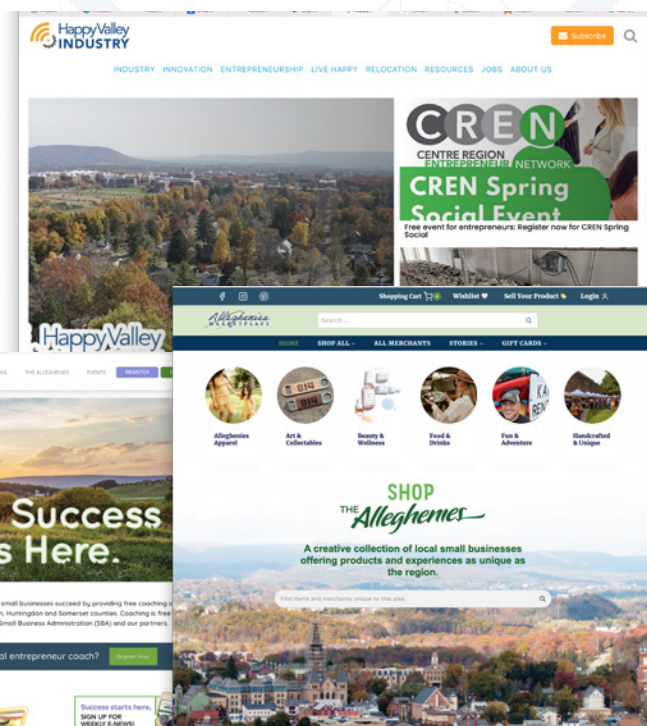 HappyValley
INDUSTRY
Subscribe
INDUSTRY INNOVATION ENTREPRENEURSHIP LIVE HAPPY RELOCATION RESOURCES JOBS ABOUT US
CREN
CENTRE REGION
ENTREPRENEUR NETWORK
CREN Spring
Social Event
Free event for entrepreneurs: Register now for CREN Spring
Social
HappyValley
Shopping Cart 0 Wishlist Sell Your Product Login
Alleghenies
MARKETPLACE
Search ...
HOME SHOP ALL ALL MERCHANTS STORIES GIFT CARDS
814
814
Alleghenies
Apparel
Art &
Collectables
Beauty &
Wellness
Food &
Drinks
Fun &
Adventure
Handcrafted
& Unique
SHOP
THE Alleghenies
A creative collection of local small businesses
offering products and experiences as unique as
the region.
Find items and merchants unique to this area
THE ALLEGHENIES EVENTS REGISTER
Success
Here.
small businesses succeed by providing free coaching
Huntingdon and Somerset counties. Coaching is free
Small Business Administration (SBA) and our partners.
entrepreneur coach? Register Now
Success starts here.
SIGN UP FOR
WEEKLY E-NEWS!